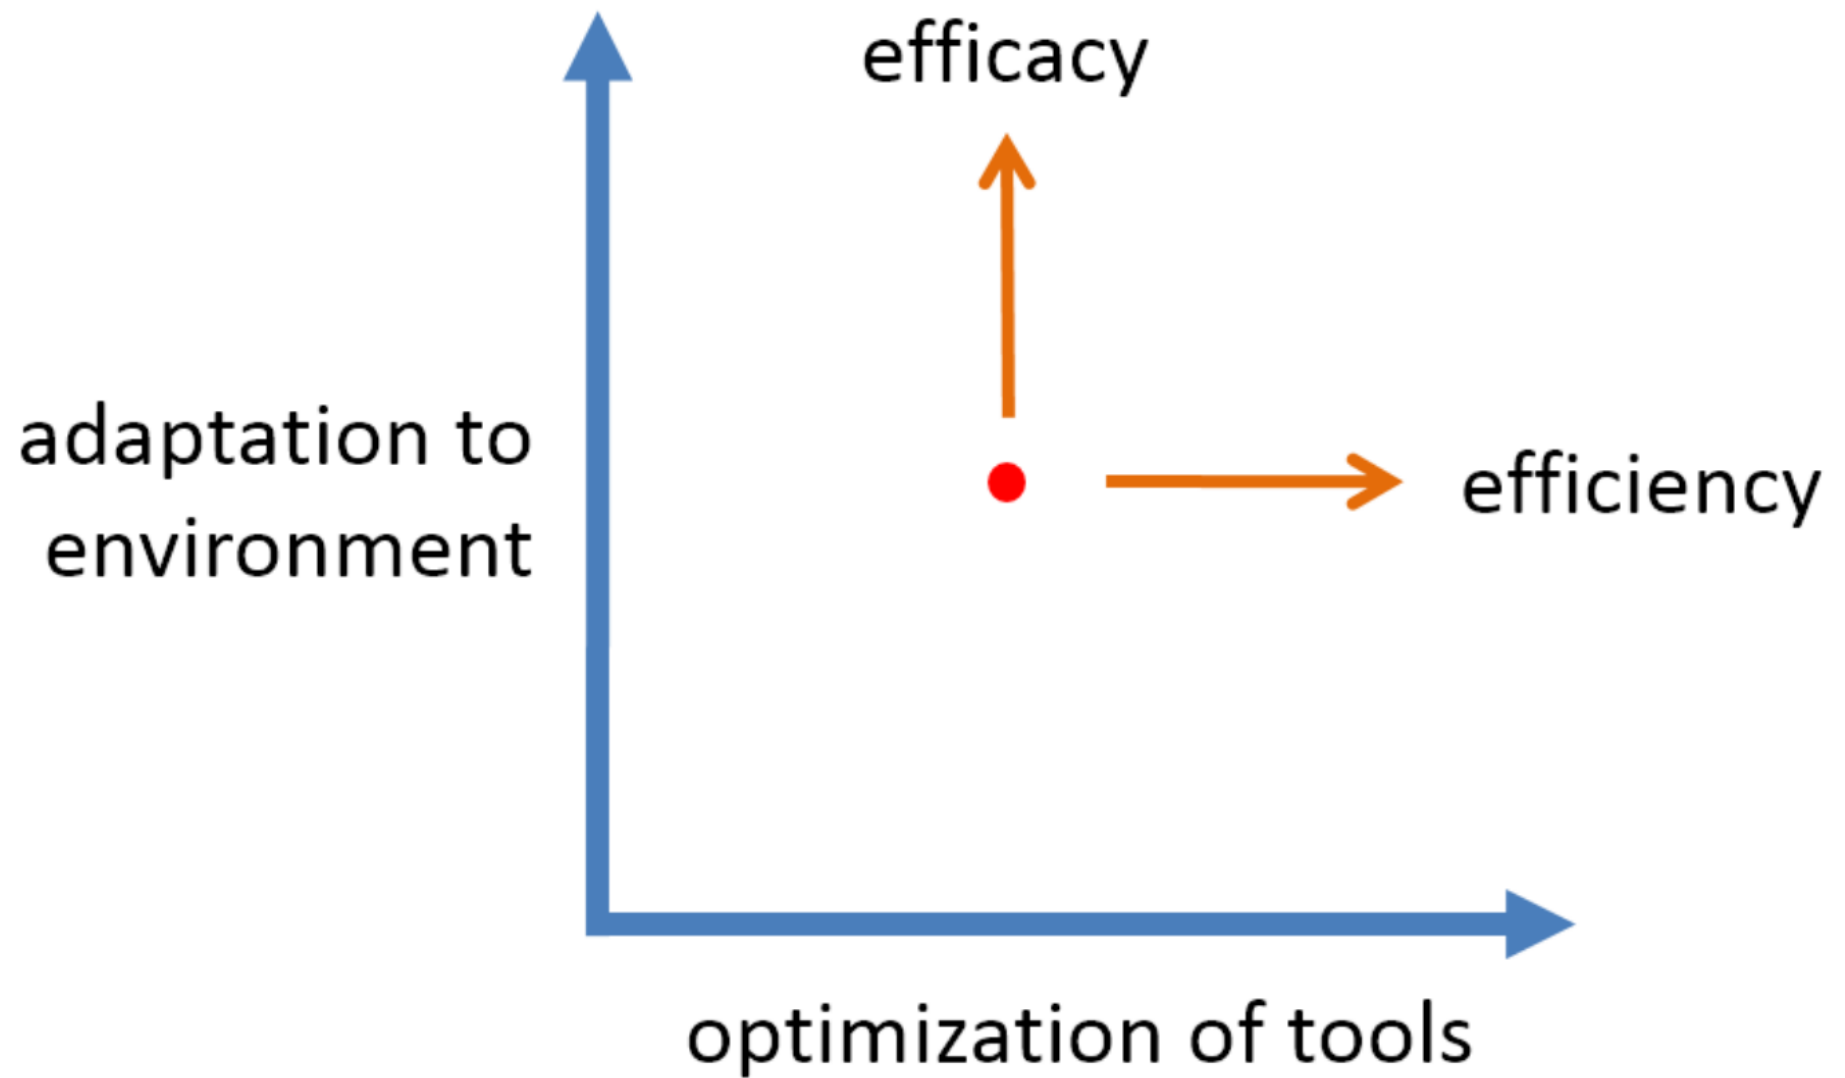 efficacy
adaptation to
environment
efficiency
optimization of tools